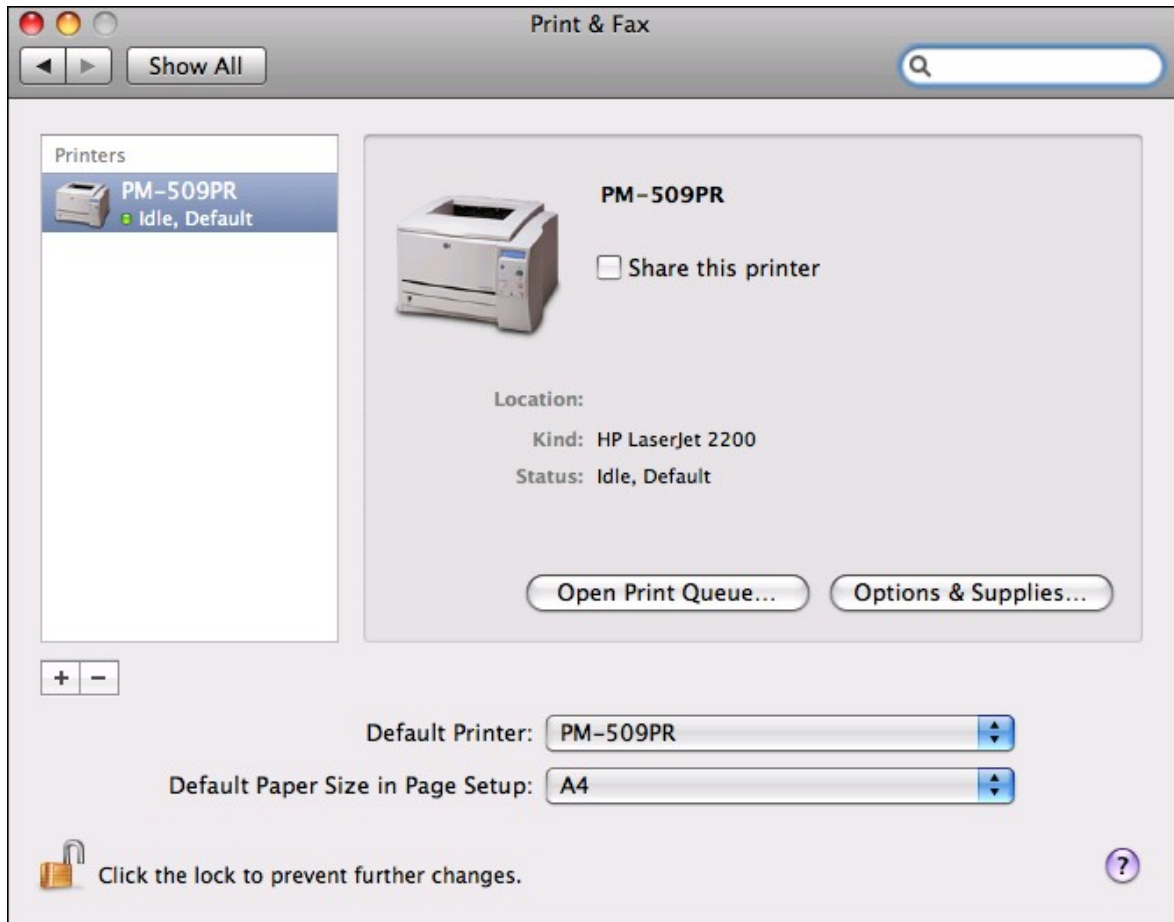 Print & Fax
Show All
Printers
PM-509PR
Idle, Default
PM-509PR
Share this printer
Location:
Kind: HP LaserJet 2200
Status: Idle, Default
Open Print Queue...
Options & Supplies...
+ −
Default Printer: PM-509PR
Default Paper Size in Page Setup: A4
Click the lock to prevent further changes.
?